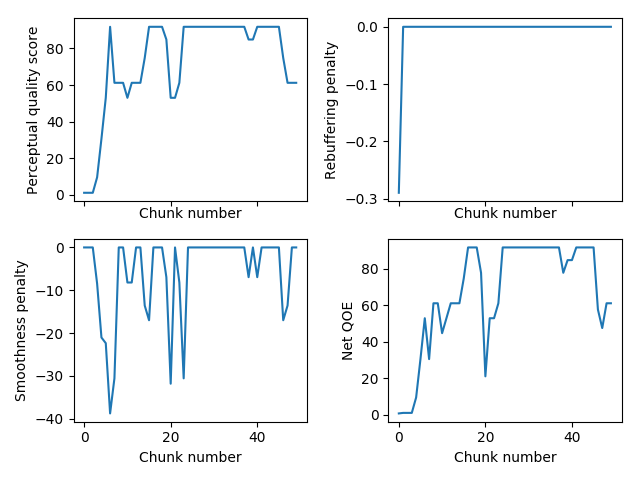 Perceptual quality score
80
60
40
20
0
Chunk number
Rebuffering penalty
0.0
−0.1
−0.2
−0.3
Chunk number
Smoothness penalty
0
−10
−20
−30
−40
0 20 40
Chunk number
Net QOE
80
60
40
20
0
0 20 40
Chunk number